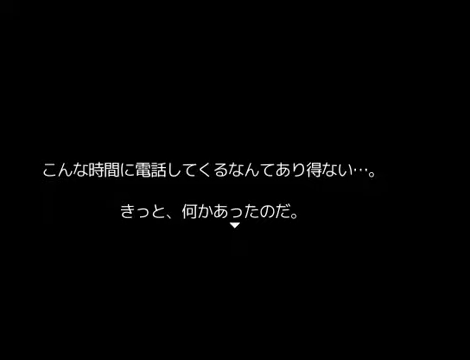 こんな時間に電話してくるなんてあり得ない…。
きっと、何かあったのだ。